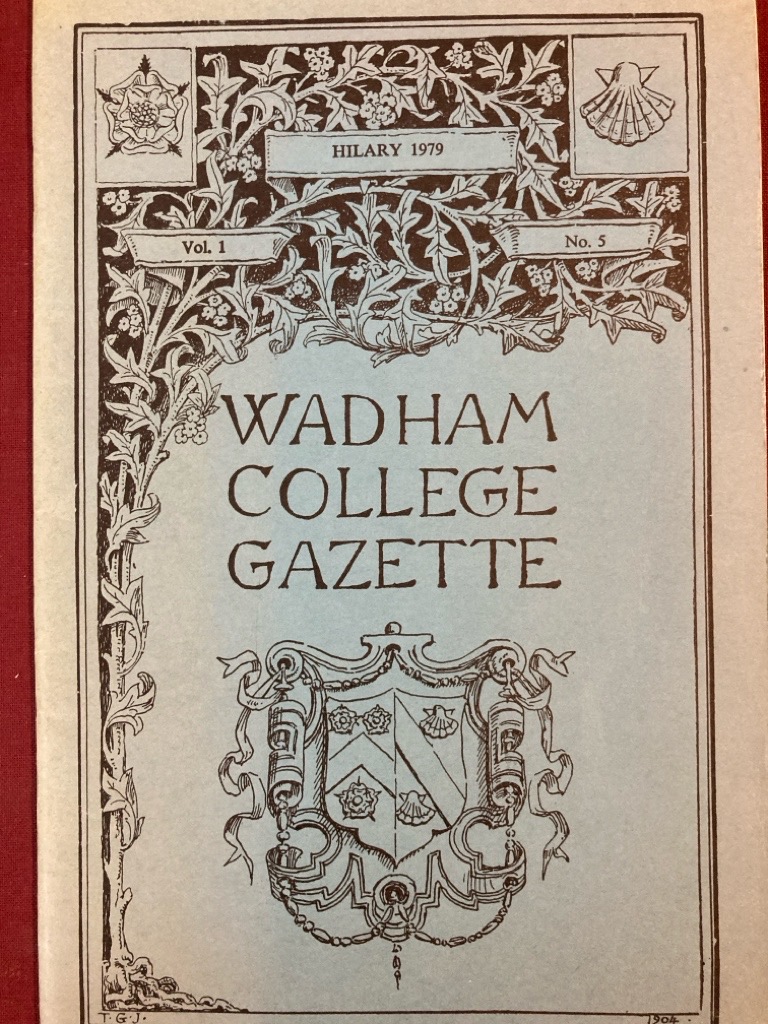 HILARY 1979
Vol. 1
No. 5
WADHAM
COLLEGE
GAZETTE
T. G. J.
1904.